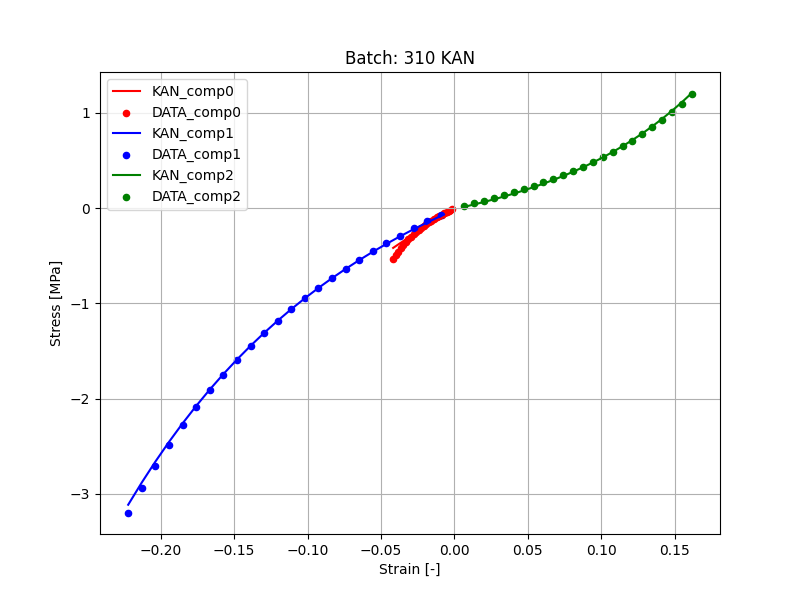 Batch: 310 KAN
KAN_comp0
DATA_comp0
KAN_comp1
DATA_comp1
KAN_comp2
DATA_comp2
1
0
−1
−2
−3
Stress [MPa]
−0.20 −0.15 −0.10 −0.05 0.00 0.05 0.10 0.15
Strain [-]